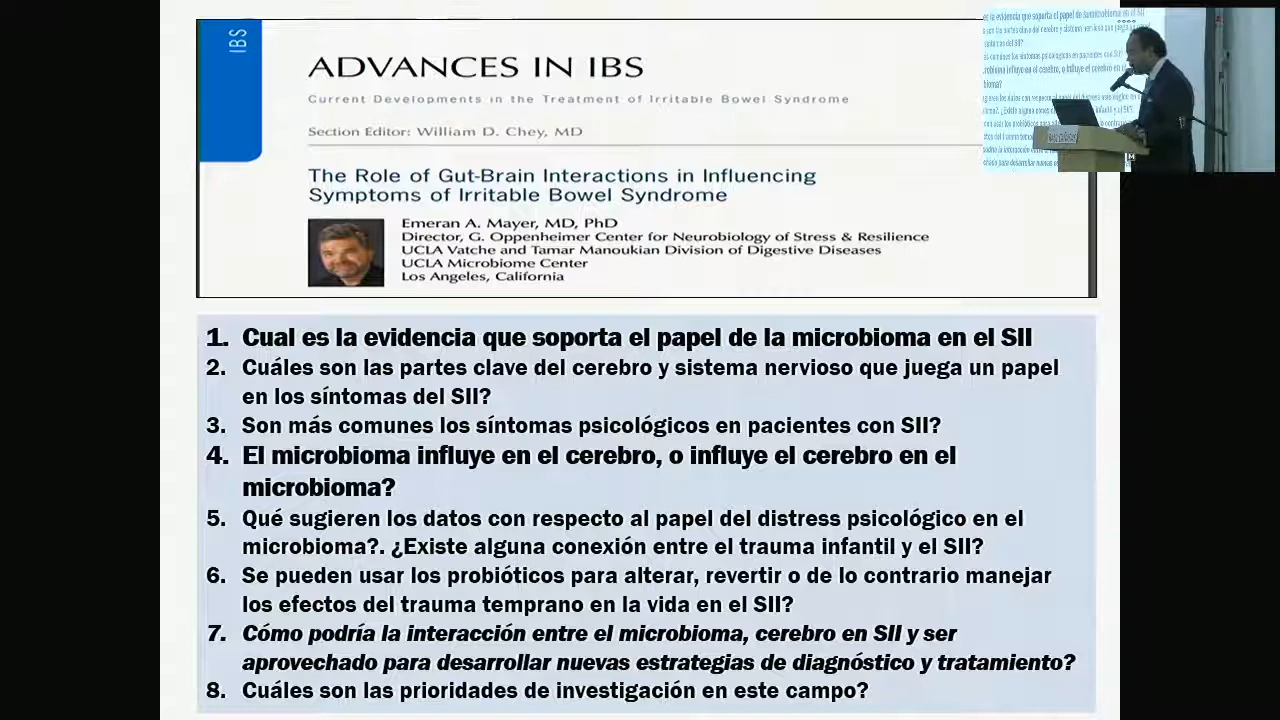 IBS
ADVANCES IN IBS
Current Developments in the Treatment of Irritable Bowel Syndrome
Section Editor: William D. Chey, MD
The Role of Gut-Brain Interactions in Influencing
Symptoms of Irritable Bowel Syndrome
Emeran A. Mayer, MD, PhD
Director, G. Oppenheimer Center for Neurobiology of Stress & Resilience
UCLA Vatche and Tamar Manoukian Division of Digestive Diseases
UCLA Microbiome Center
Los Angeles, California
1. Cual es la evidencia que soporta el papel de la microbioma en el SII
2. Cuáles son las partes clave del cerebro y sistema nervioso que juega un papel
en los síntomas del SII?
3. Son más comunes los síntomas psicológicos en pacientes con SII?
4. El microbioma influye en el cerebro, o influye el cerebro en el
microbioma?
5. Qué sugieren los datos con respecto al papel del distress psicológico en el
microbioma?. ¿Existe alguna conexión entre el trauma infantil y el SII?
6. Se pueden usar los probióticos para alterar, revertir o de lo contrario manejar
los efectos del trauma temprano en la vida en el SII?
7. Cómo podría la interacción entre el microbioma, cerebro en SII y ser
aprovechado para desarrollar nuevas estrategias de diagnóstico y tratamiento?
8. Cuáles son las prioridades de investigación en este campo?